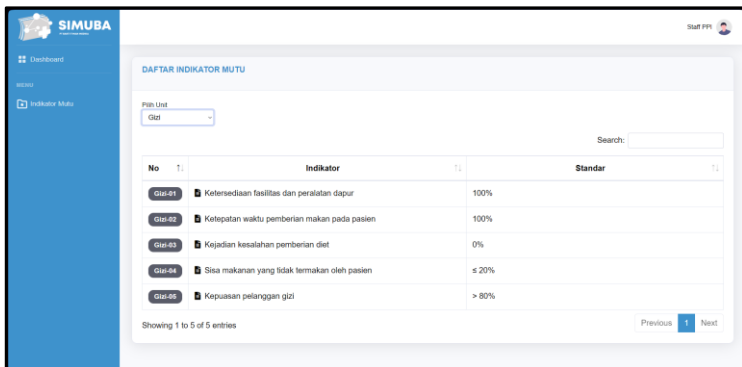 SIMUBA
Staff PPI
Dashboard
MENU
Indikator Mutu
DAFTAR INDIKATOR MUTU
Pilih Unit
Gizi
Search:
No Indikator Standar
Gizi-01 Ketersediaan fasilitas dan peralatan dapur 100%
Gizi-02 Ketepatan waktu pemberian makan pada pasien 100%
Gizi-03 Kejadian kesalahan pemberian diet 0%
Gizi-04 Sisa makanan yang tidak termakan oleh pasien ≤ 20%
Gizi-05 Kepuasan pelanggan gizi > 80%
Showing 1 to 5 of 5 entries
Previous 1 Next